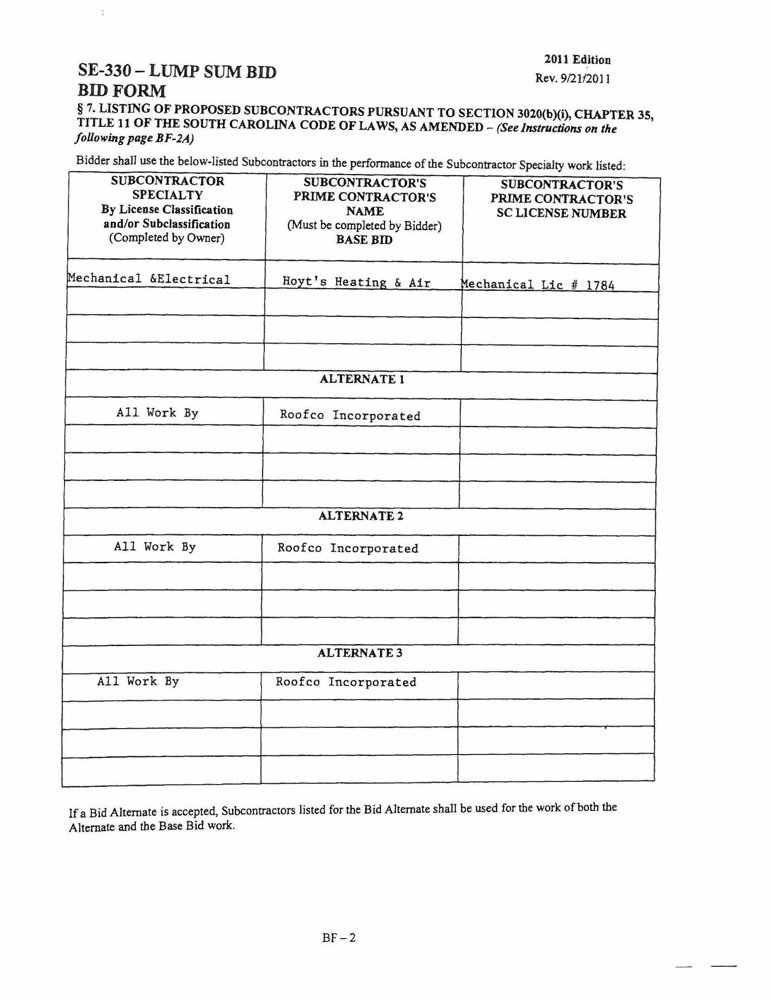 2011 Edition
SE-330 – LUMP SUM BID
Rev. 9/21/2011
BID FORM
§ 7. LISTING OF PROPOSED SUBCONTRACTORS PURSUANT TO SECTION 3020(b)(i), CHAPTER 35,
TITLE 11 OF THE SOUTH CAROLINA CODE OF LAWS, AS AMENDED – (See Instructions on the
following page BF-2A)
Bidder shall use the below-listed Subcontractors in the performance of the Subcontractor Specialty work listed:
SUBCONTRACTOR
SPECIALTY
By License Classification
and/or Subclassification
(Completed by Owner)
SUBCONTRACTOR'S
PRIME CONTRACTOR'S
NAME
(Must be completed by Bidder)
BASE BID
SUBCONTRACTOR'S
PRIME CONTRACTOR'S
SC LICENSE NUMBER
Mechanical &Electrical Hoyt's Heating & Air Mechanical Lic # 1784
ALTERNATE 1
All Work By Roofco Incorporated
ALTERNATE 2
All Work By Roofco Incorporated
ALTERNATE 3
All Work By Roofco Incorporated
If a Bid Alternate is accepted, Subcontractors listed for the Bid Alternate shall be used for the work of both the
Alternate and the Base Bid work.
BF – 2